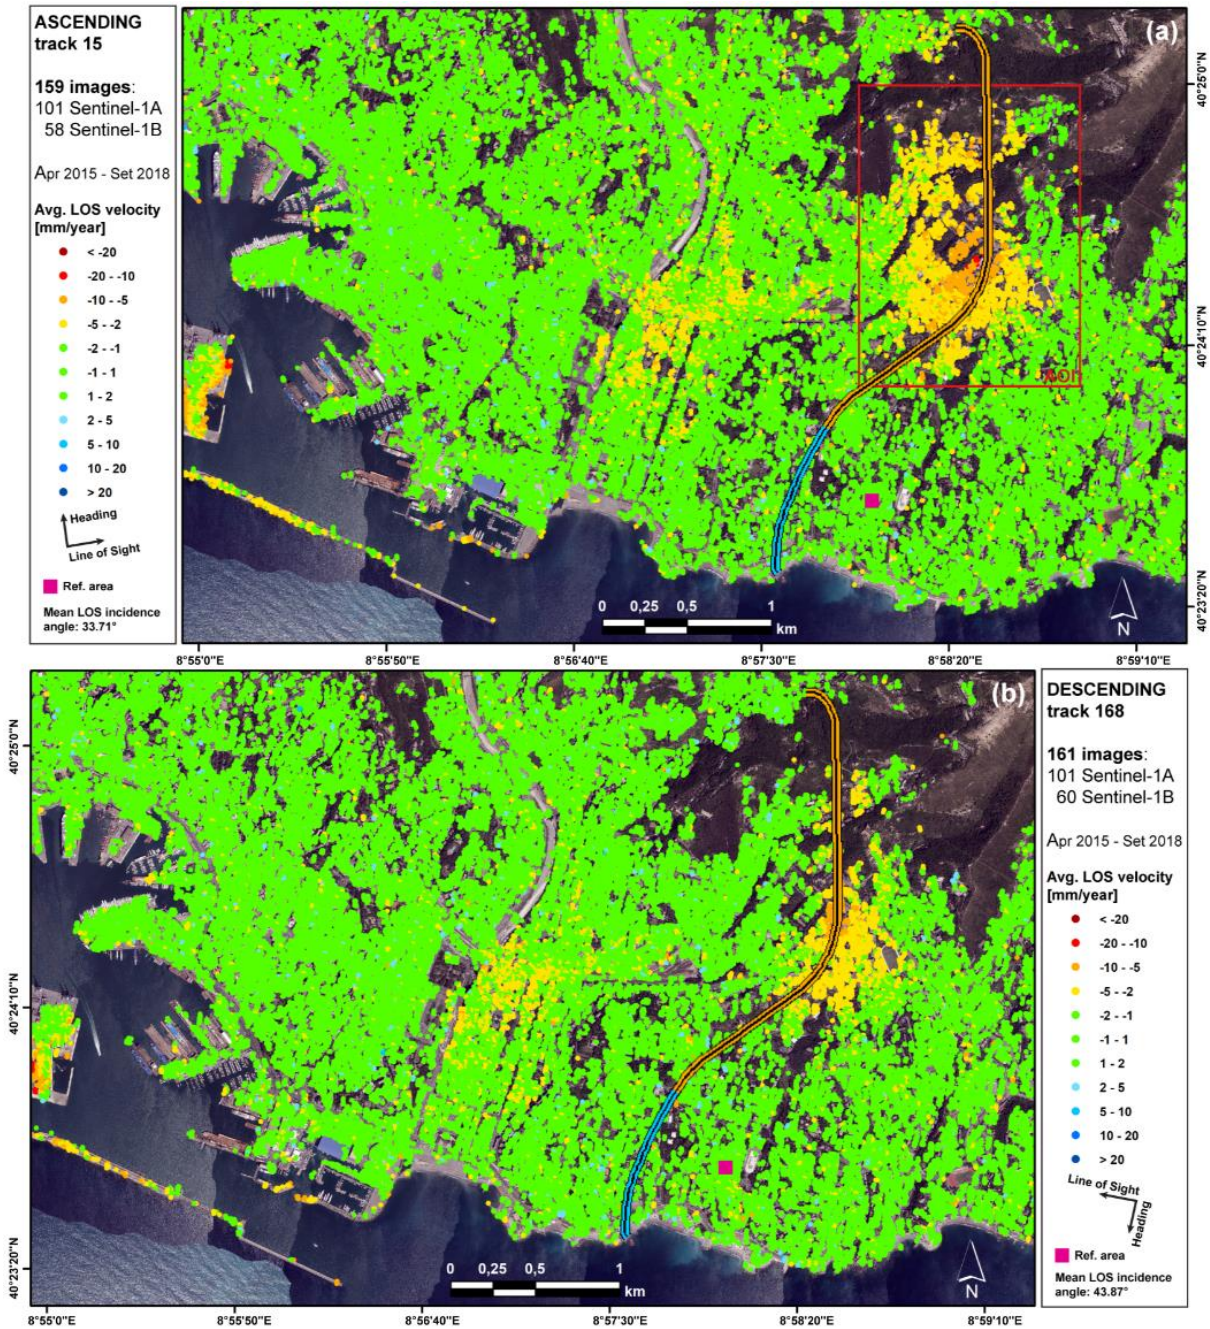 ASCENDING
track 15
159 images:
101 Sentinel-1A
58 Sentinel-1B
Apr 2015 - Set 2018
Avg. LOS velocity
[mm/year]
< -20
-20 - -10
-10 - -5
-5 - -2
-2 - -1
-1 - 1
1 - 2
2 - 5
5 - 10
10 - 20
> 20
Heading
Line of Sight
Ref. area
Mean LOS incidence
angle: 33.71°
(a)
AOI
0 0,25 0,5 1
km
N
40°25'0"N
40°24'10"N
40°23'20"N
8°55'0"E 8°55'50"E 8°56'40"E 8°57'30"E 8°58'20"E 8°59'10"E
(b)
40°25'0"N
40°24'10"N
40°23'20"N
0 0,25 0,5 1
km
N
8°55'0"E 8°55'50"E 8°56'40"E 8°57'30"E 8°58'20"E 8°59'10"E
DESCENDING
track 168
161 images:
101 Sentinel-1A
60 Sentinel-1B
Apr 2015 - Set 2018
Avg. LOS velocity
[mm/year]
< -20
-20 - -10
-10 - -5
-5 - -2
-2 - -1
-1 - 1
1 - 2
2 - 5
5 - 10
10 - 20
> 20
Line of Sight
Heading
Ref. area
Mean LOS incidence
angle: 43.87°